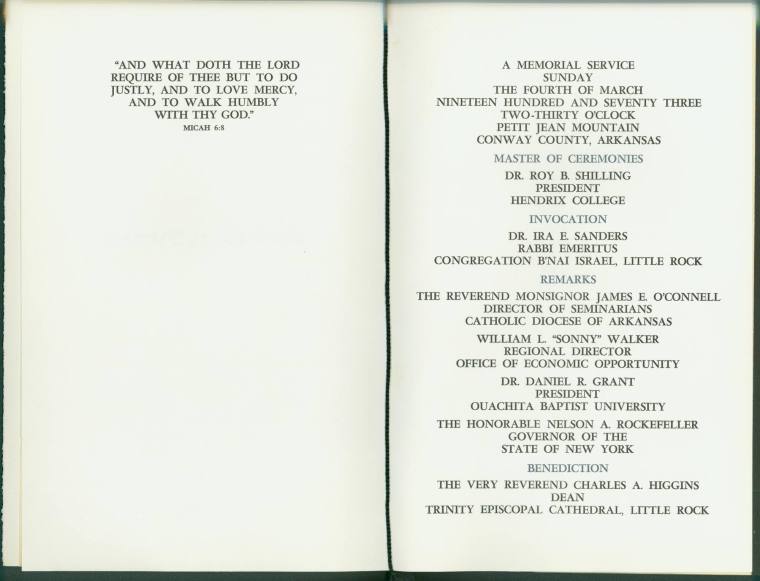 "AND WHAT DOTH THE LORD
REQUIRE OF THEE BUT TO DO
JUSTLY, AND TO LOVE MERCY,
AND TO WALK HUMBLY
WITH THY GOD."
MICAH 6:8
A MEMORIAL SERVICE
SUNDAY
THE FOURTH OF MARCH
NINETEEN HUNDRED AND SEVENTY THREE
TWO-THIRTY O'CLOCK
PETIT JEAN MOUNTAIN
CONWAY COUNTY, ARKANSAS
MASTER OF CEREMONIES
DR. ROY B. SHILLING
PRESIDENT
HENDRIX COLLEGE
INVOCATION
DR. IRA E. SANDERS
RABBI EMERITUS
CONGREGATION B'NAI ISRAEL, LITTLE ROCK
REMARKS
THE REVEREND MONSIGNOR JAMES E. O'CONNELL
DIRECTOR OF SEMINARIANS
CATHOLIC DIOCESE OF ARKANSAS
WILLIAM L. "SONNY" WALKER
REGIONAL DIRECTOR
OFFICE OF ECONOMIC OPPORTUNITY
DR. DANIEL R. GRANT
PRESIDENT
OUACHITA BAPTIST UNIVERSITY
THE HONORABLE NELSON A. ROCKEFELLER
GOVERNOR OF THE
STATE OF NEW YORK
BENEDICTION
THE VERY REVEREND CHARLES A. HIGGINS
DEAN
TRINITY EPISCOPAL CATHEDRAL, LITTLE ROCK